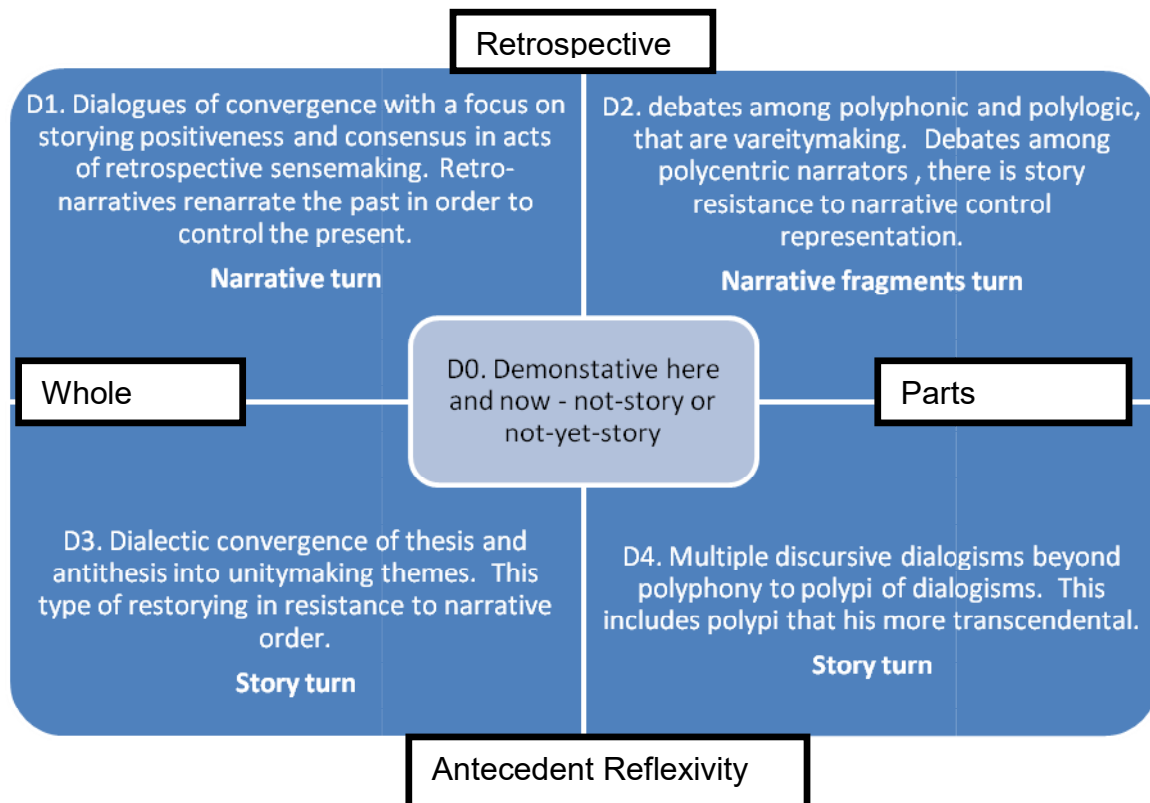 Retrospective
D1. Dialogues of convergence with a focus on
storying positiveness and consensus in acts
of retrospective sensemaking. Retro-
narratives renarrate the past in order to
control the present.
Narrative turn
D2. debates among polyphonic and polylogic,
that are vareitymaking. Debates among
polycentric narrators , there is story
resistance to narrative control
representation.
Narrative fragments turn
Whole
D0. Demonstative here
and now - not-story or
not-yet-story
Parts
D3. Dialectic convergence of thesis and
antithesis into unitymaking themes. This
type of restorying in resistance to narrative
order.
Story turn
D4. Multiple discursive dialogisms beyond
polyphony to polypi of dialogisms. This
includes polypi that his more transcendental.
Story turn
Antecedent Reflexivity